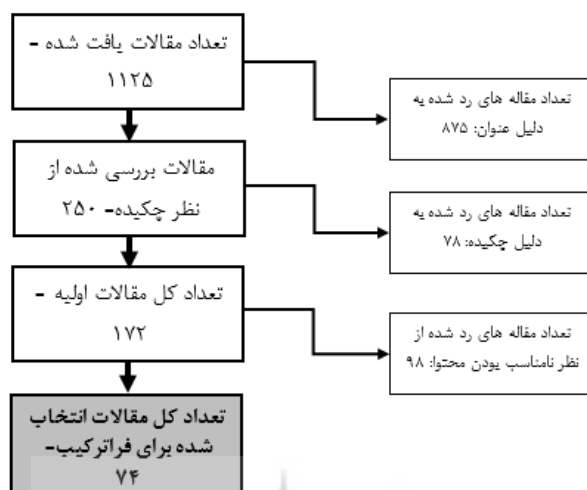 تعداد مقالات یافت شده -
۱۱۲۵
تعداد مقاله های رد شده به
دلیل عنوان: ۸۷۵
مقالات بررسی شده از
نظر چکیده- ۲۵۰
تعداد مقاله های رد شده به
دلیل چکیده: ۷۸
تعداد کل مقالات اولیه -
۱۷۲
تعداد مقاله های رد شده از
نظر نامناسب بودن محتوا: ۹۸
تعداد کل مقالات انتخاب
شده برای فراترکیب-
۷۴